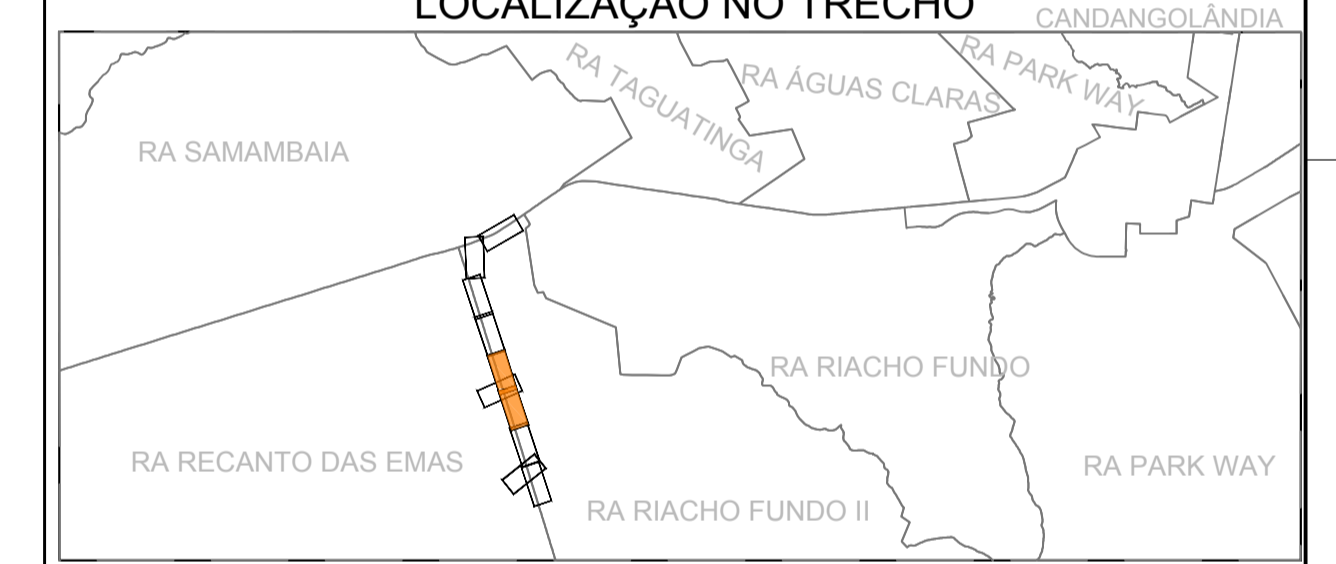 LOCALIZAÇÃO NO TRECHO
CANDANGOLÂNDIA
RA TAGUATINGA
RA ÁGUAS CLARAS
RA PARK WAY
RA SAMAMBAIA
RA RIACHO FUNDO
RA RECANTO DAS EMAS
RA PARK WAY
RA RIACHO FUNDO II